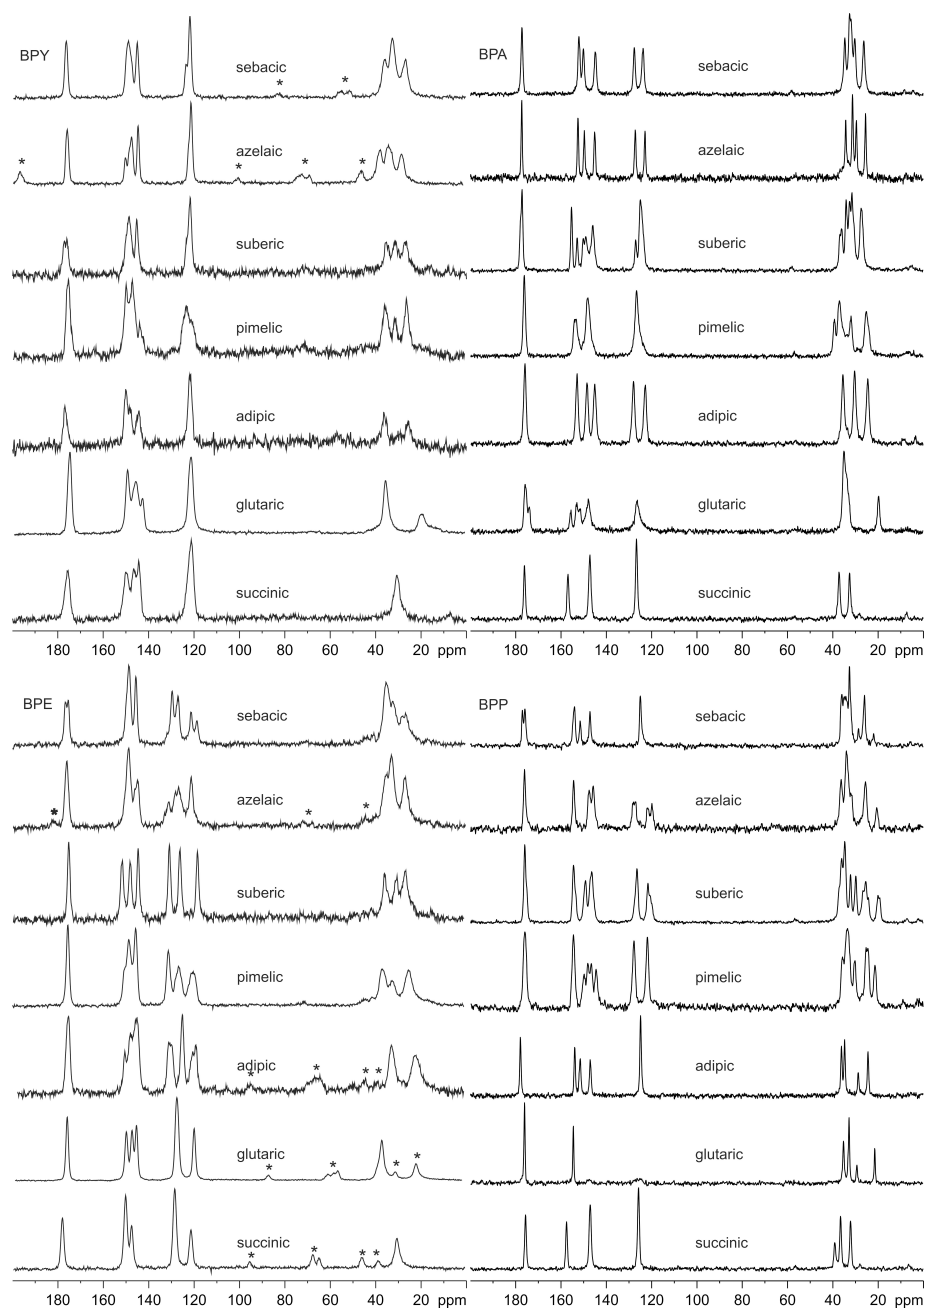 BPY
sebacic
* *
azelaic
* * * *
suberic
pimelic
adipic
glutaric
succinic
180 160 140 120 100 80 60 40 20 ppm
BPA
sebacic
azelaic
suberic
pimelic
adipic
glutaric
succinic
180 160 140 120 100 80 60 40 20 ppm
BPE
sebacic
azelaic
* * *
suberic
pimelic
adipic
* * * *
glutaric
* * * *
succinic
* * * *
180 160 140 120 100 80 60 40 20 ppm
BPP
sebacic
azelaic
suberic
pimelic
adipic
glutaric
succinic
180 160 140 120 100 80 60 40 20 ppm